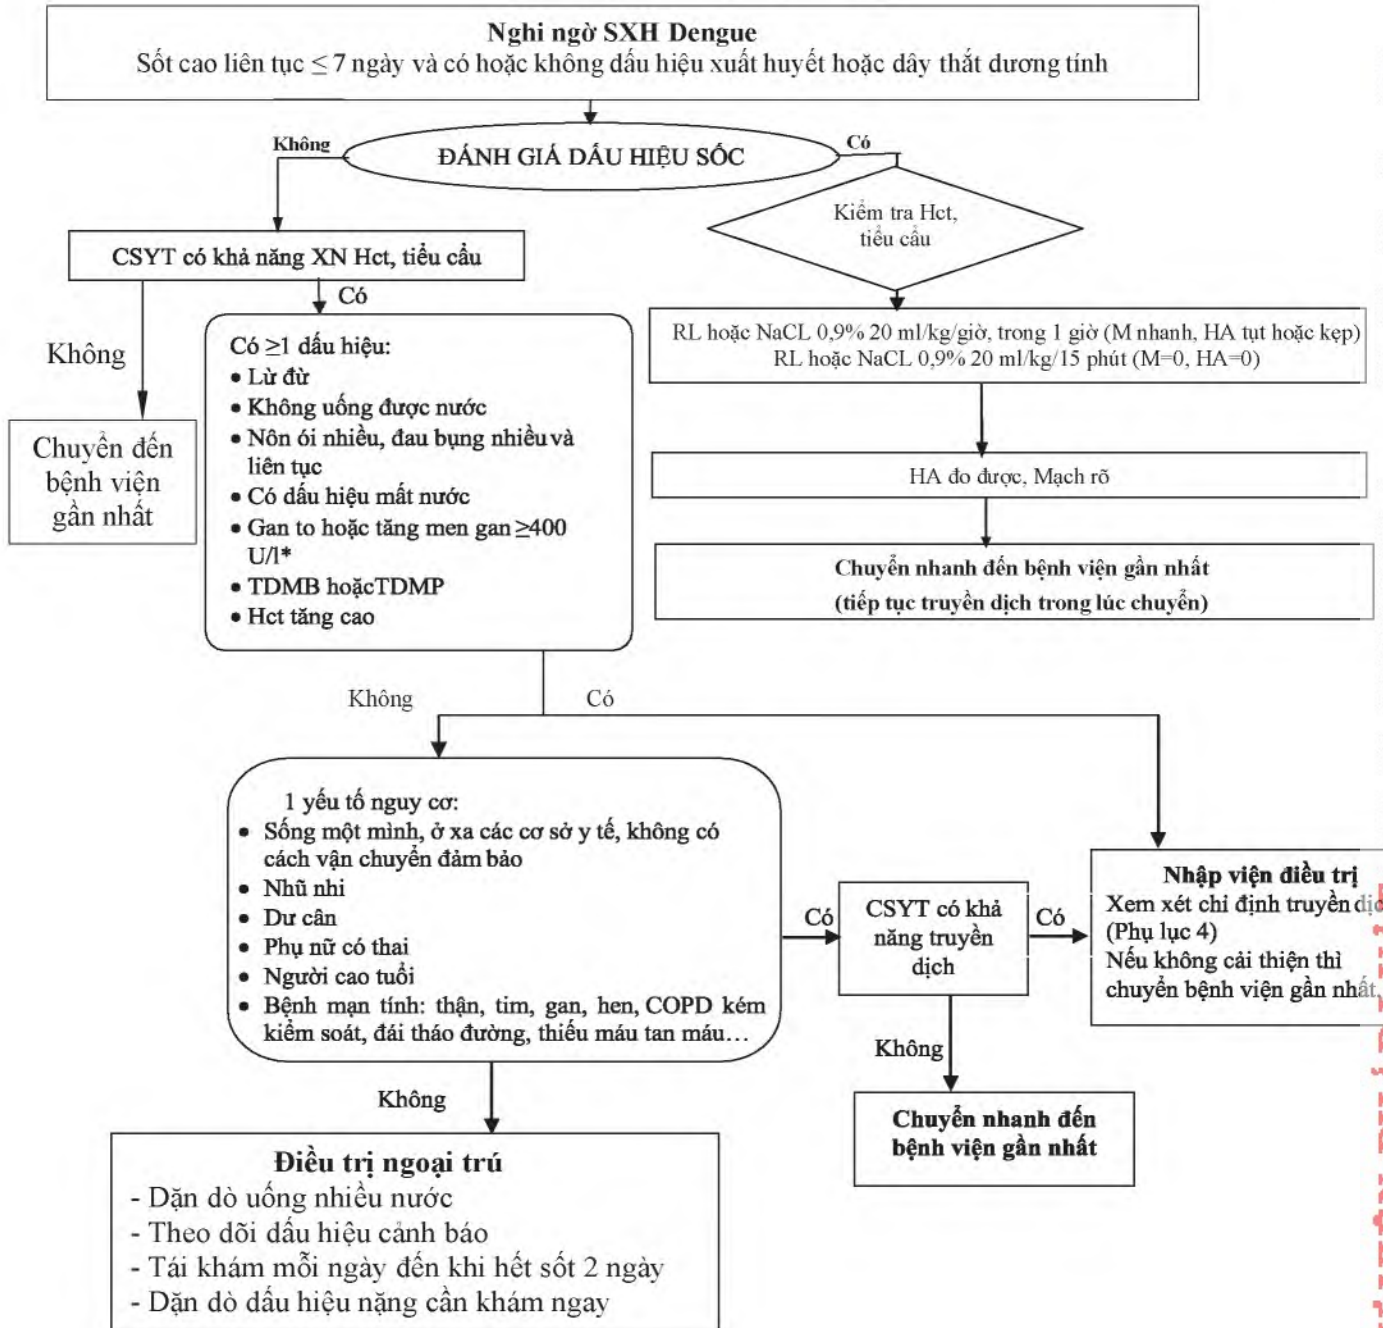 Nghi ngờ SXH Dengue
Sốt cao liên tục ≤ 7 ngày và có hoặc không dấu hiệu xuất huyết hoặc dây thắt dương tính
Không
ĐÁNH GIÁ DẤU HIỆU SỐC
Có
Kiểm tra Hct,
tiểu cầu
CSYT có khả năng XN Hct, tiểu cầu
Có
Không
Chuyển đến
bệnh viện
gần nhất
Có ≥1 dấu hiệu:
• Lừ đừ
• Không uống được nước
• Nôn ói nhiều, đau bụng nhiều và
liên tục
• Có dấu hiệu mất nước
• Gan to hoặc tăng men gan ≥400
U/l*
• TDMB hoặcTDMP
• Hct tăng cao
RL hoặc NaCL 0,9% 20 ml/kg/giờ, trong 1 giờ (M nhanh, HA tụt hoặc kẹp)
RL hoặc NaCL 0,9% 20 ml/kg/15 phút (M=0, HA=0)
HA đo được, Mạch rõ
Chuyển nhanh đến bệnh viện gần nhất
(tiếp tục truyền dịch trong lúc chuyển)
Không
Có
1 yếu tố nguy cơ:
• Sống một mình, ở xa các cơ sở y tế, không có
cách vận chuyển đảm bảo
• Nhũ nhi
• Dư cân
• Phụ nữ có thai
• Người cao tuổi
• Bệnh mạn tính: thận, tim, gan, hen, COPD kém
kiểm soát, đái tháo đường, thiếu máu tan máu…
Có
CSYT có khả
năng truyền
dịch
Có
Nhập viện điều trị
Xem xét chỉ định truyền
(Phụ lục 4)
Nếu không cải thiện thì
chuyển bệnh viện gần nhất.
Không
Chuyển nhanh đến
bệnh viện gần nhất
Không
Điều trị ngoại trú
- Dặn dò uống nhiều nước
- Theo dõi dấu hiệu cảnh báo
- Tái khám mỗi ngày đến khi hết sốt 2 ngày
- Dặn dò dấu hiệu nặng cần khám ngay